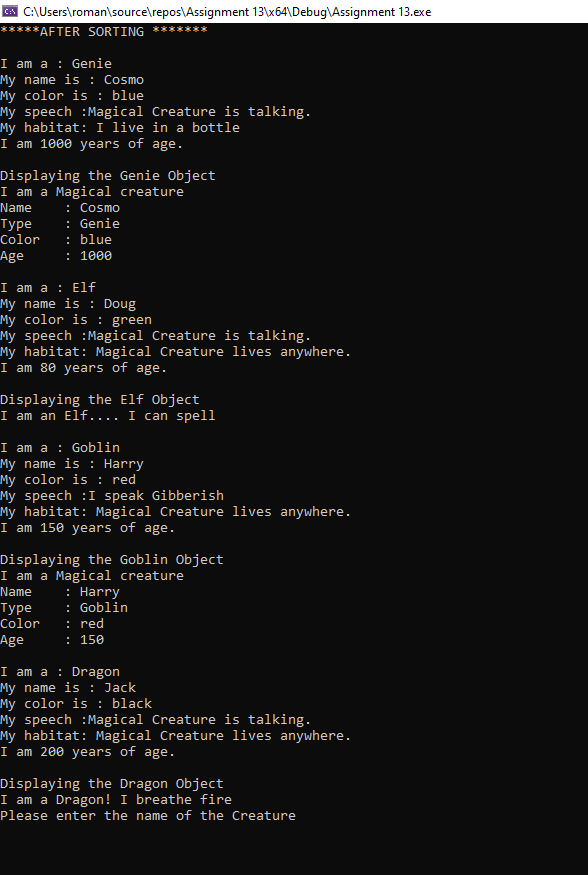 C:\Users\roman\source\repos\Assignment 13\x64\Debug\Assignment 13.exe
*****AFTER SORTING *******
I am a : Genie
My name is : Cosmo
My color is : blue
My speech :Magical Creature is talking.
My habitat: I live in a bottle
I am 1000 years of age.
Displaying the Genie Object
I am a Magical creature
Name    : Cosmo
Type    : Genie
Color   : blue
Age     : 1000
I am a : Elf
My name is : Doug
My color is : green
My speech :Magical Creature is talking.
My habitat: Magical Creature lives anywhere.
I am 80 years of age.
Displaying the Elf Object
I am an Elf.... I can spell
I am a : Goblin
My name is : Harry
My color is : red
My speech :I speak Gibberish
My habitat: Magical Creature lives anywhere.
I am 150 years of age.
Displaying the Goblin Object
I am a Magical creature
Name    : Harry
Type    : Goblin
Color   : red
Age     : 150
I am a : Dragon
My name is : Jack
My color is : black
My speech :Magical Creature is talking.
My habitat: Magical Creature lives anywhere.
I am 200 years of age.
Displaying the Dragon Object
I am a Dragon! I breathe fire
Please enter the name of the Creature